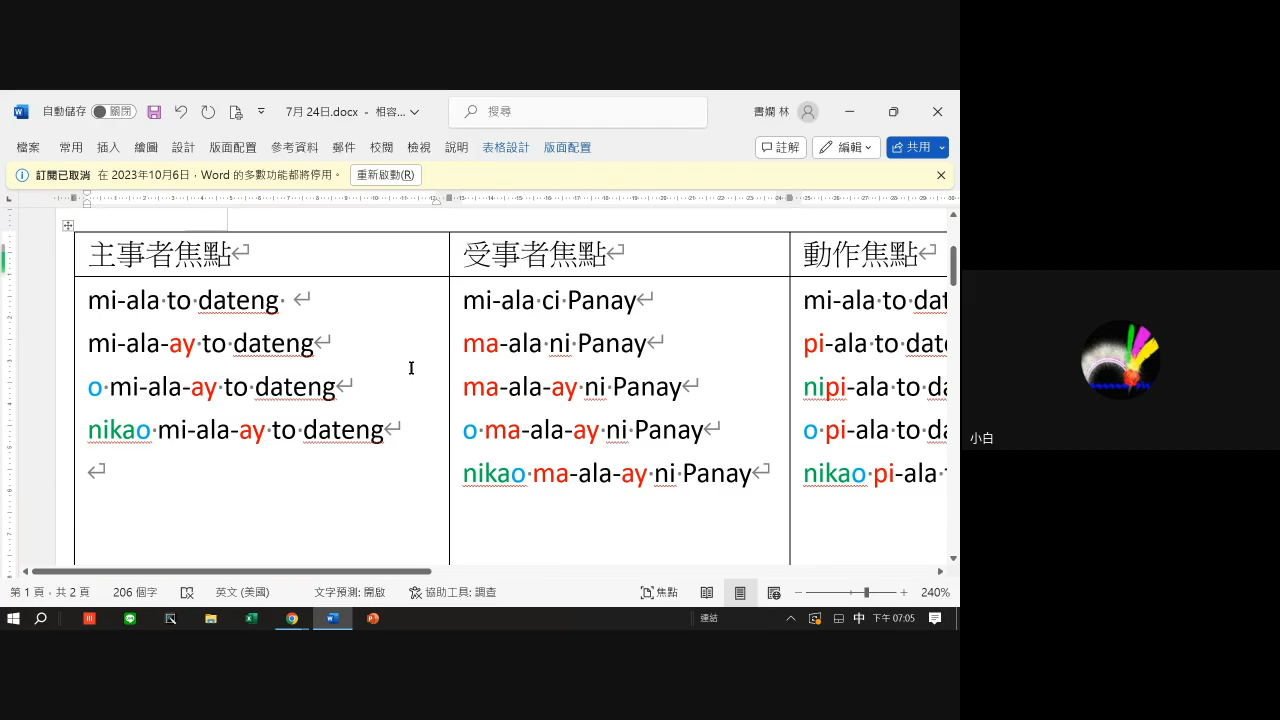 自動儲存 關閉 7月 24日.docx - 相容... 搜尋 書嫻 林
檔案 常用 插入 繪圖 設計 版面配置 參考資料 郵件 校閱 檢視 說明 表格設計 版面配置 註解 編輯 共用
訂閱已取消 在 2023年10月6日,Word 的多數功能都將停用。 重新啟動(R)
主事者焦點 受事者焦點 動作焦點
mi-ala to dateng mi-ala ci Panay mi-ala to dat
mi-ala-ay to dateng ma-ala ni Panay pi-ala to date
o mi-ala-ay to dateng ma-ala-ay ni Panay nipi-ala to da
nikao mi-ala-ay to dateng o ma-ala-ay ni Panay o pi-ala to da
nikao ma-ala-ay ni Panay nikao pi-ala
小白
第 1 頁,共 2 頁 206 個字 英文 (美國) 文字預測: 開啟 協助工具: 調查 焦點 240%
連結 中 下午 07:05